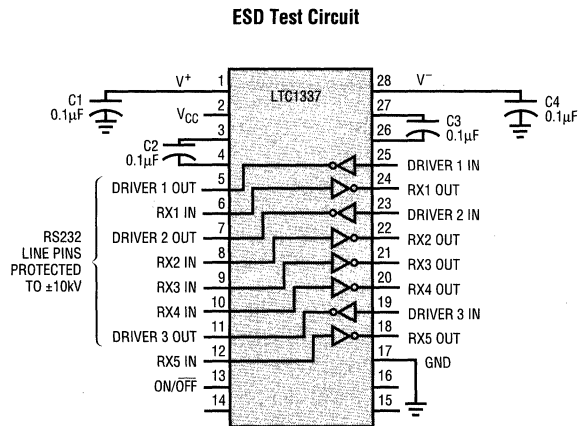 ESD Test Circuit
V+ 1 28 V−
C1
0.1µF
LTC1337
C4
0.1µF
VCC 2 27
C3
0.1µF
3 26
C2
0.1µF
4 25 DRIVER 1 IN
DRIVER 1 OUT 5 24 RX1 OUT
RX1 IN 6 23 DRIVER 2 IN
DRIVER 2 OUT 7 22 RX2 OUT
RX2 IN 8 21 RX3 OUT
RX3 IN 9 20 RX4 OUT
RX4 IN 10 19 DRIVER 3 IN
DRIVER 3 OUT 11 18 RX5 OUT
RX5 IN 12 17 GND
ON/OFF 13 16
14 15
RS232
LINE PINS
PROTECTED
TO ±10kV